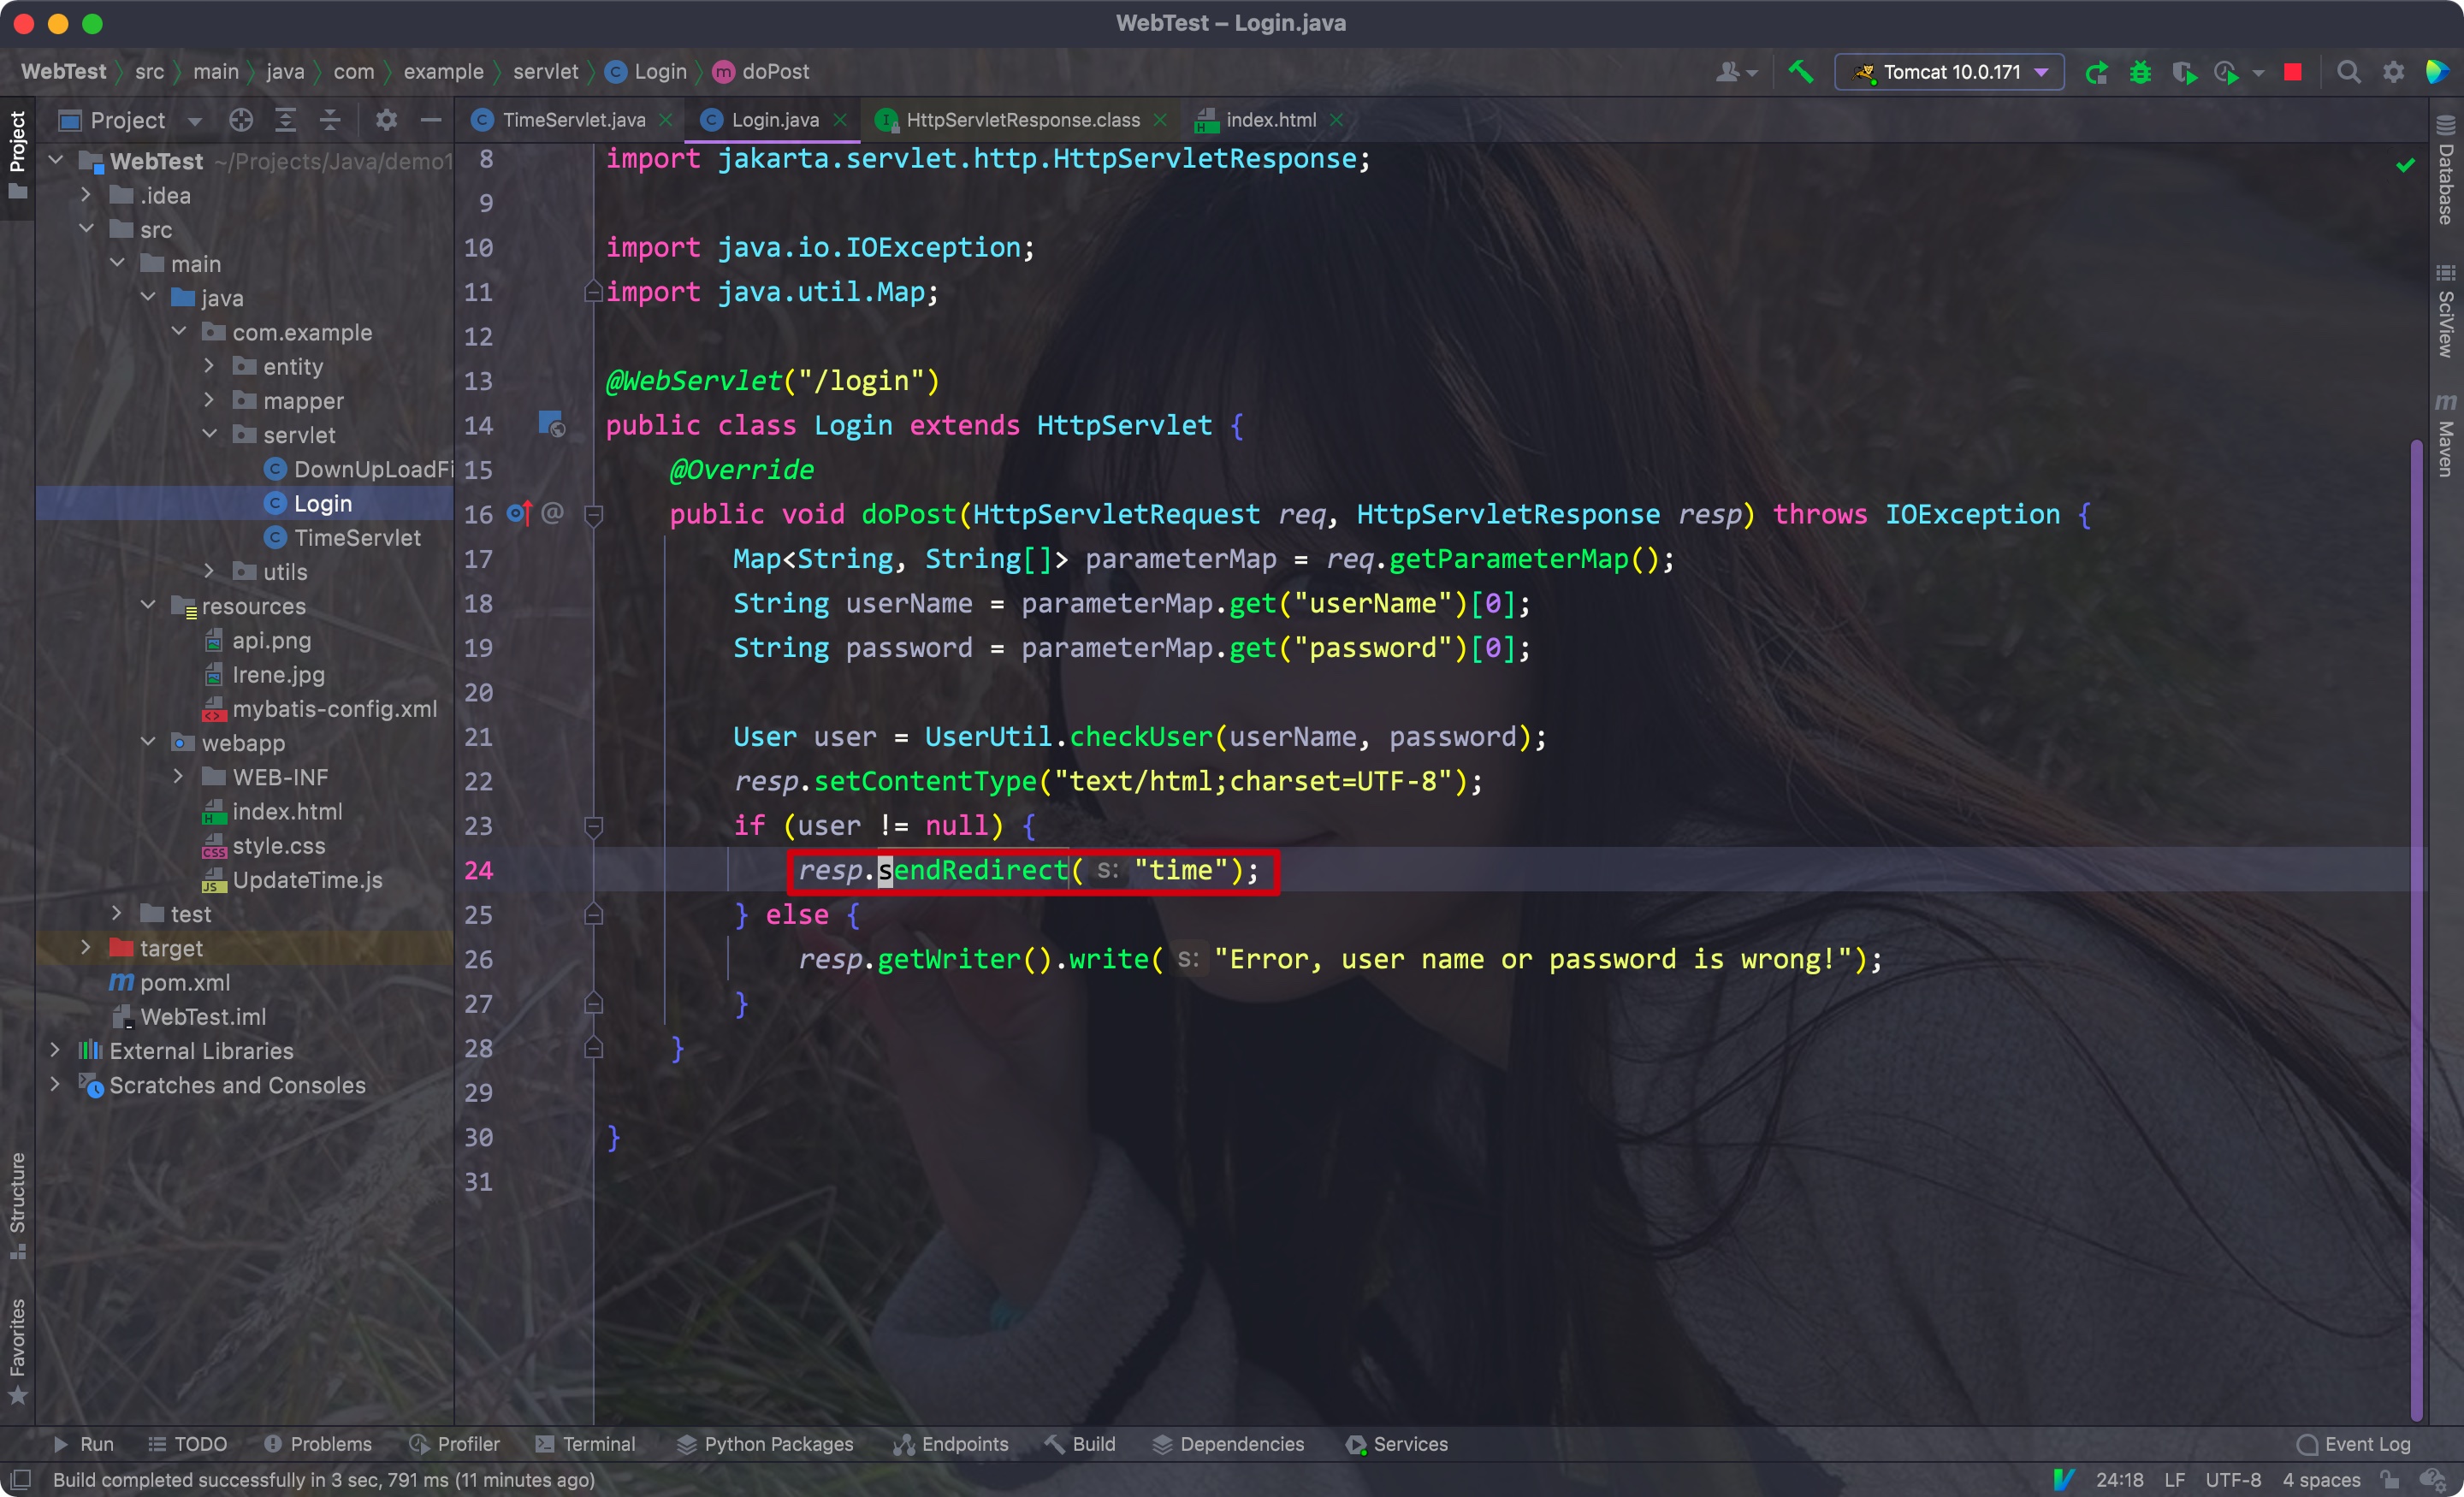 WebTest – Login.java
WebTest src main java com example servlet Login doPost
Tomcat 10.0.171
Project
TimeServlet.java
Login.java
HttpServletResponse.class
index.html
Project
WebTest ~/Projects/Java/demo1
.idea
src
main
java
com.example
entity
mapper
servlet
DownUpLoadFi
Login
TimeServlet
utils
resources
api.png
Irene.jpg
mybatis-config.xml
webapp
WEB-INF
index.html
style.css
UpdateTime.js
test
target
pom.xml
WebTest.iml
External Libraries
Scratches and Consoles
Structure
Favorites
8 import jakarta.servlet.http.HttpServletResponse;
9
10 import java.io.IOException;
11 import java.util.Map;
12
13 @WebServlet("/login")
14 public class Login extends HttpServlet {
15 @Override
16 @ public void doPost(HttpServletRequest req, HttpServletResponse resp) throws IOException {
17 Map<String, String[]> parameterMap = req.getParameterMap();
18 String userName = parameterMap.get("userName")[0];
19 String password = parameterMap.get("password")[0];
20
21 User user = UserUtil.checkUser(userName, password);
22 resp.setContentType("text/html;charset=UTF-8");
23 if (user != null) {
24 resp.sendRedirect( s: "time");
25 } else {
26 resp.getWriter().write( s: "Error, user name or password is wrong!");
27 }
28 }
29
30 }
31
Database
SciView
Maven
Run TODO Problems Profiler Terminal Python Packages Endpoints Build Dependencies Services Event Log
Build completed successfully in 3 sec, 791 ms (11 minutes ago) 24:18 LF UTF-8 4 spaces